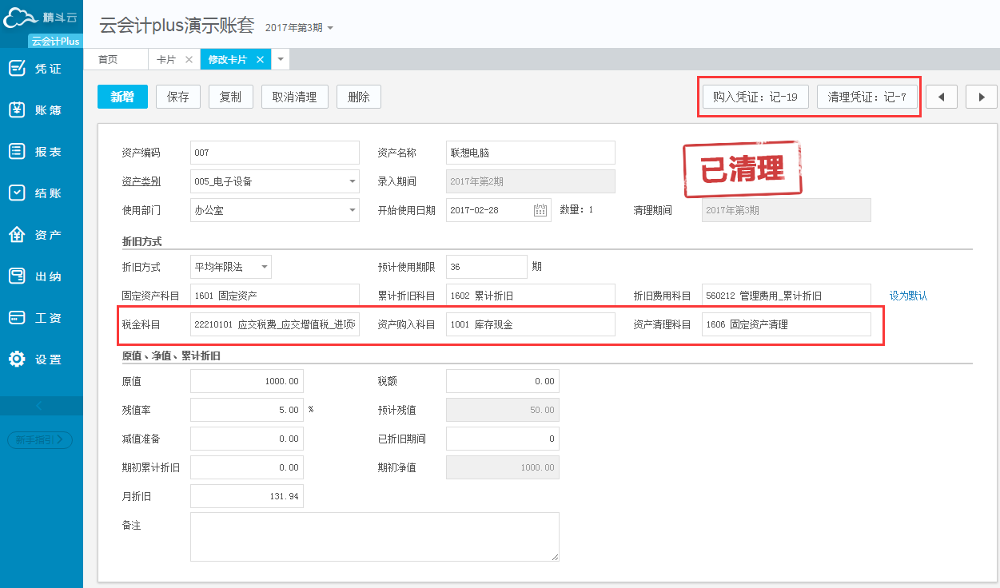 精斗云
云会计Plus
云会计plus演示账套 2017年第3期
首页 卡片 修改卡片
凭证
账簿
报表
结账
资产
出纳
工资
设置
新手指引
新增 保存 复制 取消清理 删除 购入凭证：记-19 清理凭证：记-7
资产编码 007 资产名称 联想电脑
已清理
资产类别 005_电子设备 录入期间 2017年第2期
使用部门 办公室 开始使用日期 2017-02-28 数量：1 清理期间 2017年第3期
折旧方式
折旧方式 平均年限法 预计使用期限 36 期
固定资产科目 1601 固定资产 累计折旧科目 1602 累计折旧 折旧费用科目 560212 管理费用_累计折旧 设为默认
税金科目 22210101 应交税费_应交增值税_进项 资产购入科目 1001 库存现金 资产清理科目 1606 固定资产清理
原值、净值、累计折旧
原值 1000.00 税额 0.00
残值率 5.00 % 预计残值 50.00
减值准备 0.00 已折旧期间 0
期初累计折旧 0.00 期初净值 1000.00
月折旧 131.94
备注